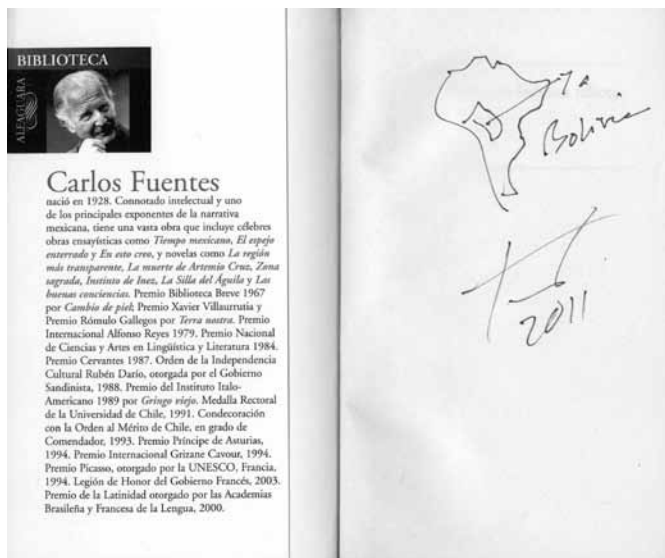 BIBLIOTECA
ALFAGUARA
Carlos Fuentes
nació en 1928. Connotado intelectual y uno
de los principales exponentes de la narrativa
mexicana, tiene una vasta obra que incluye célebres
obras ensayísticas como Tiempo mexicano, El espejo
enterrado y En esto creo, y novelas como La región
más transparente, La muerte de Artemio Cruz, Zona
sagrada, Instinto de Inez, La Silla del Águila y Las
buenas conciencias. Premio Biblioteca Breve 1967
por Cambio de piel; Premio Xavier Villaurrutia y
Premio Rómulo Gallegos por Terra nostra. Premio
Internacional Alfonso Reyes 1979. Premio Nacional
de Ciencias y Artes en Lingüística y Literatura 1984.
Premio Cervantes 1987. Orden de la Independencia
Cultural Rubén Darío, otorgada por el Gobierno
Sandinista, 1988. Premio del Instituto Italo-
Americano 1989 por Gringo viejo. Medalla Rectoral
de la Universidad de Chile, 1991. Condecoración
con la Orden al Mérito de Chile, en grado de
Comendador, 1993. Premio Príncipe de Asturias,
1994. Premio Internacional Grizane Cavour, 1994.
Premio Picasso, otorgado por la UNESCO, Francia,
1994. Legión de Honor del Gobierno Francés, 2003.
Premio de la Latinidad otorgado por las Academias
Brasileña y Francesa de la Lengua, 2000.
Bolivia
2011